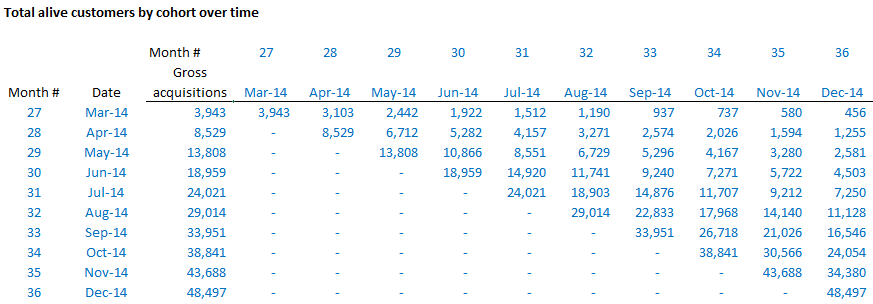 Total alive customers by cohort over time
Month # 27 28 29 30 31 32 33 34 35 36
Gross
Month # Date acquisitions Mar-14 Apr-14 May-14 Jun-14 Jul-14 Aug-14 Sep-14 Oct-14 Nov-14 Dec-14
27 Mar-14 3,943 3,943 3,103 2,442 1,922 1,512 1,190 937 737 580 456
28 Apr-14 8,529 - 8,529 6,712 5,282 4,157 3,271 2,574 2,026 1,594 1,255
29 May-14 13,808 - - 13,808 10,866 8,551 6,729 5,296 4,167 3,280 2,581
30 Jun-14 18,959 - - - 18,959 14,920 11,741 9,240 7,271 5,722 4,503
31 Jul-14 24,021 - - - - 24,021 18,903 14,876 11,707 9,212 7,250
32 Aug-14 29,014 - - - - - 29,014 22,833 17,968 14,140 11,128
33 Sep-14 33,951 - - - - - - 33,951 26,718 21,026 16,546
34 Oct-14 38,841 - - - - - - - 38,841 30,566 24,054
35 Nov-14 43,688 - - - - - - - - 43,688 34,380
36 Dec-14 48,497 - - - - - - - - - 48,497